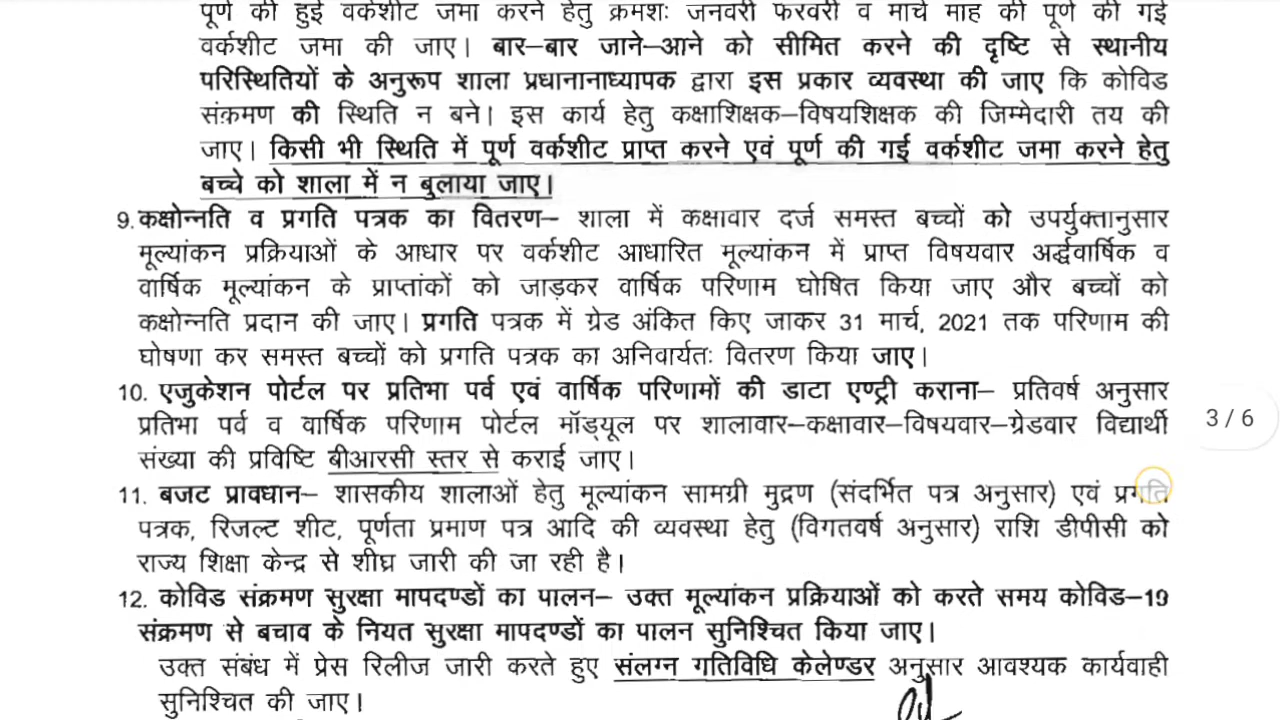 पूर्ण की हुई वर्कशीट जमा करने हेतु क्रमशः जनवरी फरवरी व मार्च माह की पूर्ण की गई
वर्कशीट जमा की जाए। बार–बार जाने–आने को सीमित करने की दृष्टि से स्थानीय
परिस्थितियों के अनुरूप शाला प्रधानानाध्यापक द्वारा इस प्रकार व्यवस्था की जाए कि कोविड
संक्रमण की स्थिति न बने। इस कार्य हेतु कक्षाशिक्षक–विषयशिक्षक की जिम्मेदारी तय की
जाए। किसी भी स्थिति में पूर्ण वर्कशीट प्राप्त करने एवं पूर्ण की गई वर्कशीट जमा करने हेतु
बच्चे को शाला में न बुलाया जाए।
9. कक्षोन्नति व प्रगति पत्रक का वितरण– शाला में कक्षावार दर्ज समस्त बच्चों को उपर्युक्तानुसार
मूल्यांकन प्रक्रियाओं के आधार पर वर्कशीट आधारित मूल्यांकन में प्राप्त विषयवार अर्द्धवार्षिक व
वार्षिक मूल्यांकन के प्राप्तांकों को जाड़कर वार्षिक परिणाम घोषित किया जाए और बच्चों को
कक्षोन्नति प्रदान की जाए। प्रगति पत्रक में ग्रेड अंकित किए जाकर 31 मार्च, 2021 तक परिणाम की
घोषणा कर समस्त बच्चों को प्रगति पत्रक का अनिवार्यतः वितरण किया जाए।
10. एजुकेशन पोर्टल पर प्रतिभा पर्व एवं वार्षिक परिणामों की डाटा एण्ट्री कराना– प्रतिवर्ष अनुसार
प्रतिभा पर्व व वार्षिक परिणाम पोर्टल मॉड्यूल पर शालावार–कक्षावार–विषयवार–ग्रेडवार विद्यार्थी
संख्या की प्रविष्टि बीआरसी स्तर से कराई जाए।
3 / 6
11. बजट प्रावधान– शासकीय शालाओं हेतु मूल्यांकन सामग्री मुद्रण (संदर्भित पत्र अनुसार) एवं प्रगति
पत्रक, रिजल्ट शीट, पूर्णता प्रमाण पत्र आदि की व्यवस्था हेतु (विगतवर्ष अनुसार) राशि डीपीसी को
राज्य शिक्षा केन्द्र से शीघ्र जारी की जा रही है।
12. कोविड संक्रमण सुरक्षा मापदण्डों का पालन– उक्त मूल्यांकन प्रक्रियाओं को करते समय कोविड–19
संक्रमण से बचाव के नियत सुरक्षा मापदण्डों का पालन सुनिश्चित किया जाए।
उक्त संबंध में प्रेस रिलीज जारी करते हुए संलग्न गतिविधि केलेण्डर अनुसार आवश्यक कार्यवाही
सुनिश्चित की जाए।